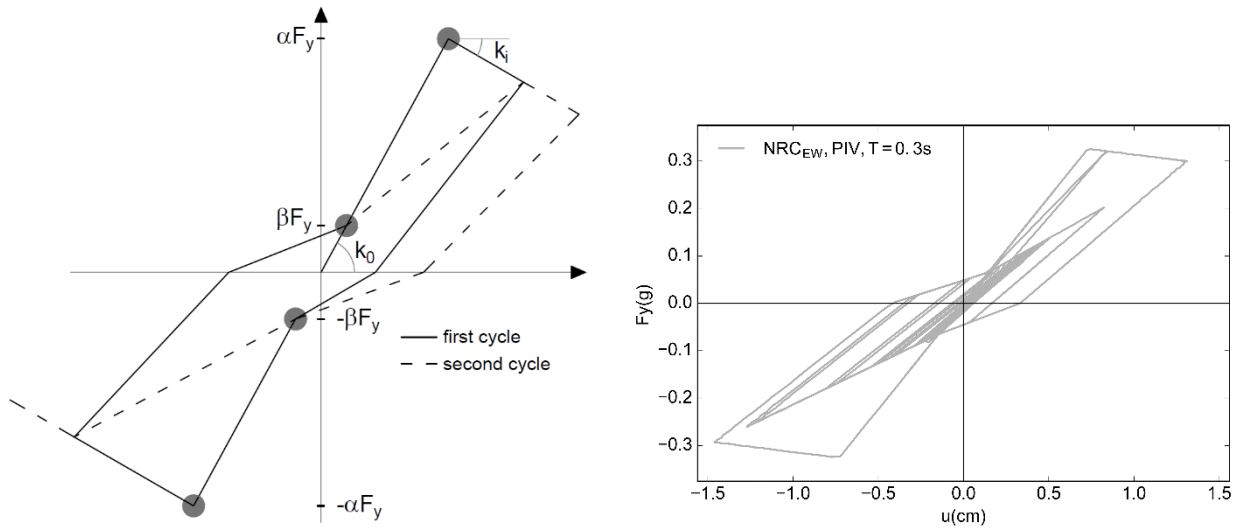 αFy
ki
βFy
k0
-βFy
first cycle
second cycle
-αFy
NRCEW, PIV, T = 0.3s
Fy(g)
0.3
0.2
0.1
0.0
−0.1
−0.2
−0.3
−1.5 −1.0 −0.5 0.0 0.5 1.0 1.5
u(cm)